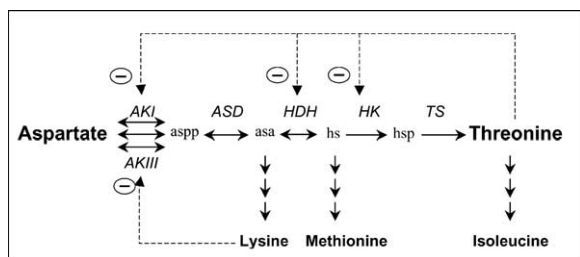 AKI ASD HDH HK TS
Aspartate aspp asa hs hsp Threonine
AKIII
Lysine Methionine Isoleucine